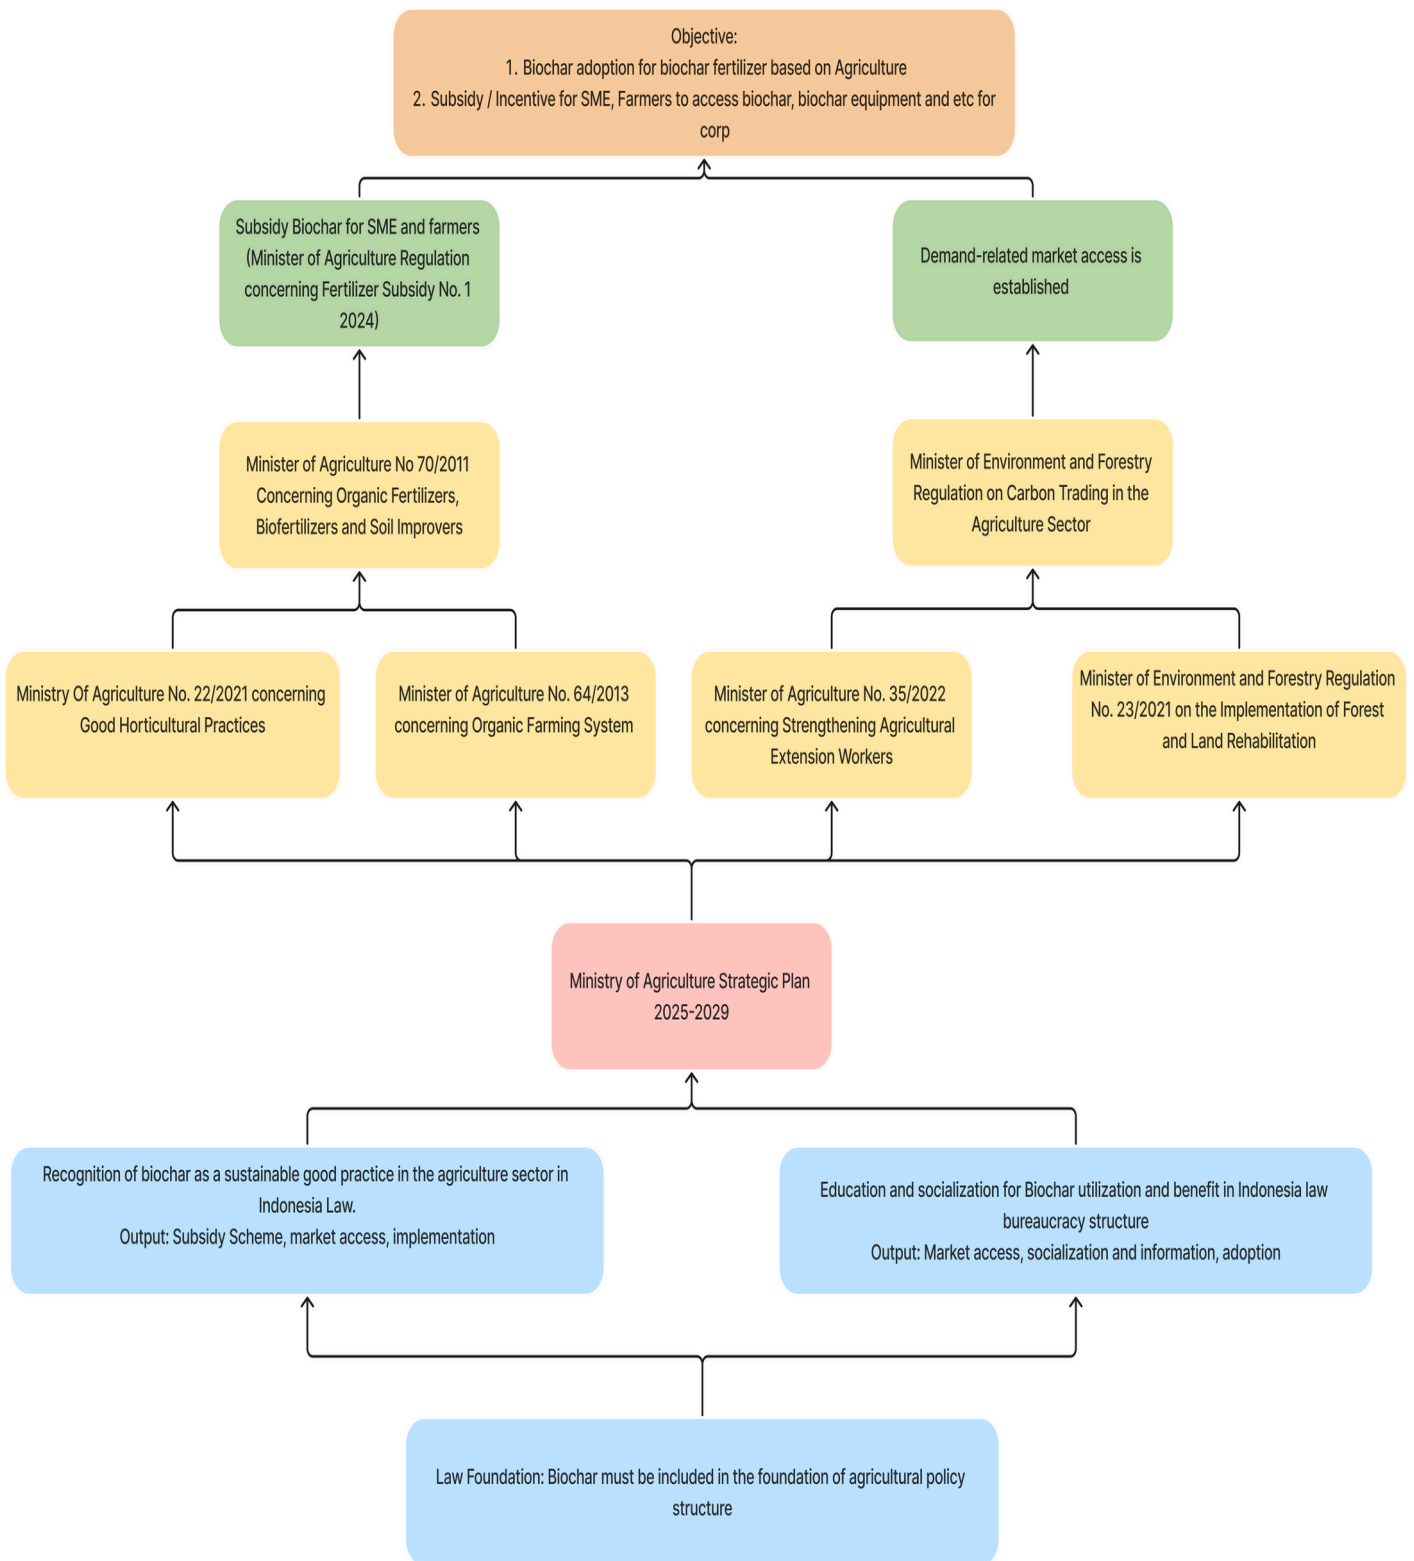 Objective:
1. Biochar adoption for biochar fertilizer based on Agriculture
2. Subsidy / Incentive for SME, Farmers to access biochar, biochar equipment and etc for
corp
Subsidy Biochar for SME and farmers
(Minister of Agriculture Regulation
concerning Fertilizer Subsidy No. 1
2024)
Demand-related market access is
established
Minister of Agriculture No 70/2011
Concerning Organic Fertilizers,
Biofertilizers and Soil Improvers
Minister of Environment and Forestry
Regulation on Carbon Trading in the
Agriculture Sector
Ministry Of Agriculture No. 22/2021 concerning
Good Horticultural Practices
Minister of Agriculture No. 64/2013
concerning Organic Farming System
Minister of Agriculture No. 35/2022
concerning Strengthening Agricultural
Extension Workers
Minister of Environment and Forestry Regulation
No. 23/2021 on the Implementation of Forest
and Land Rehabilitation
Ministry of Agriculture Strategic Plan
2025-2029
Recognition of biochar as a sustainable good practice in the agriculture sector in
Indonesia Law.
Output: Subsidy Scheme, market access, implementation
Education and socialization for Biochar utilization and benefit in Indonesia law
bureaucracy structure
Output: Market access, socialization and information, adoption
Law Foundation: Biochar must be included in the foundation of agricultural policy
structure